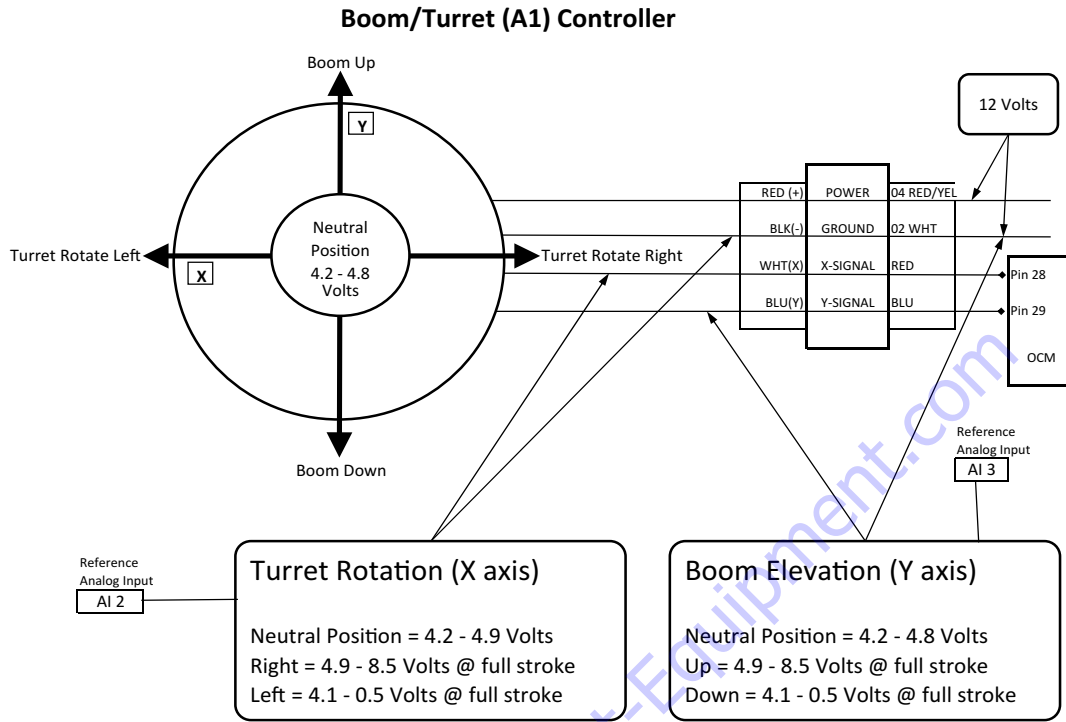 Boom/Turret (A1) Controller
Boom Up
Y
12 Volts
RED (+) POWER 04 RED/YEL
BLK(-) GROUND 02 WHT
WHT(X) X-SIGNAL RED
BLU(Y) Y-SIGNAL BLU
Neutral
Position
4.2 - 4.8
Volts
Turret Rotate Left
X
Turret Rotate Right
Pin 28
Pin 29
OCM
Boom Down
Reference
Analog Input
AI 3
Reference
Analog Input
AI 2
Turret Rotation (X axis)
Neutral Position = 4.2 - 4.9 Volts
Right = 4.9 - 8.5 Volts @ full stroke
Left = 4.1 - 0.5 Volts @ full stroke
Boom Elevation (Y axis)
Neutral Position = 4.2 - 4.8 Volts
Up = 4.9 - 8.5 Volts @ full stroke
Down = 4.1 - 0.5 Volts @ full stroke
t-Equipment.com